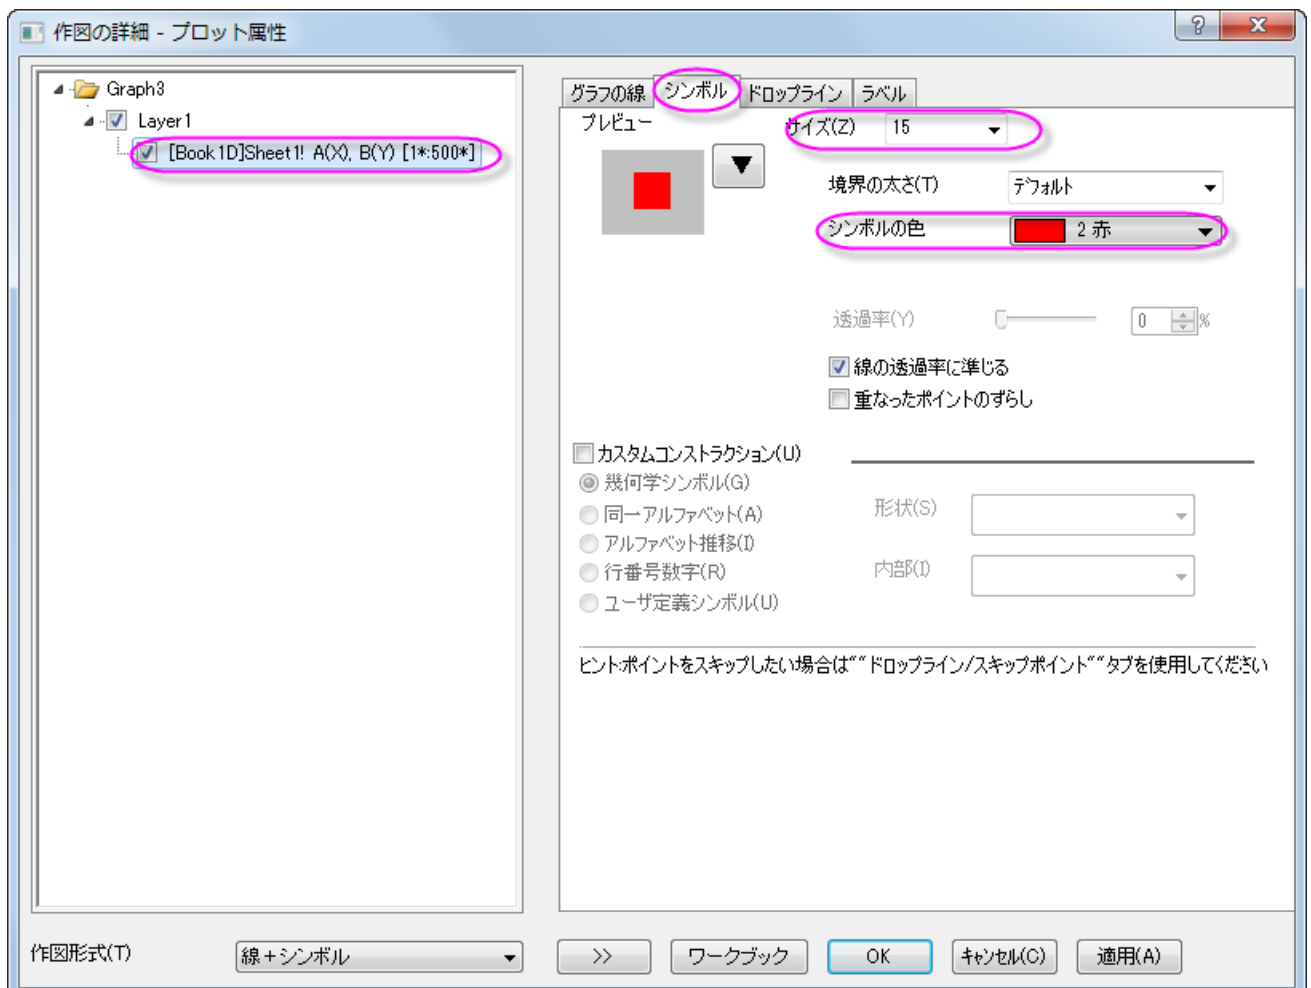 作図の詳細 - プロット属性
Graph3
Layer1
[Book1D]Sheet1! A(X), B(Y) [1*:500*]
グラフの線 シンボル ドロップライン ラベル
プレビュー サイズ(Z) 15
境界の太さ(T) デフォルト
シンボルの色 2 赤
透過率(Y) 0 %
線の透過率に準じる
重なったポイントのずらし
カスタムコンストラクション(U)
幾何学シンボル(G)
同一アルファベット(A) 形状(S)
アルファベット推移(I)
行番号数字(R) 内部(I)
ユーザ定義シンボル(U)
ヒント:ポイントをスキップしたい場合は""ドロップライン/スキップポイント""タブを使用してください
作図形式(T) 線+シンボル >> ワークブック OK キャンセル(C) 適用(A)